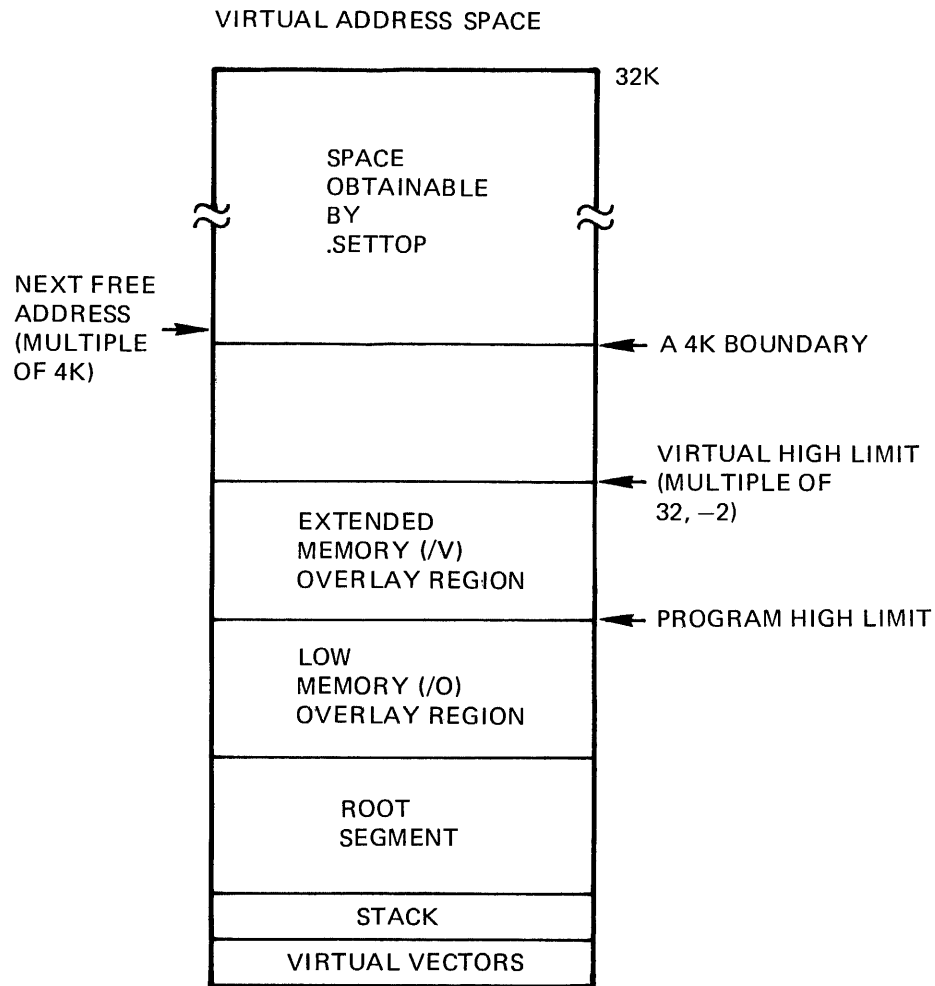 VIRTUAL ADDRESS SPACE
32K
SPACE
OBTAINABLE
BY
.SETTOP
NEXT FREE
ADDRESS
(MULTIPLE
OF 4K)
A 4K BOUNDARY
VIRTUAL HIGH LIMIT
(MULTIPLE OF
32, −2)
EXTENDED
MEMORY (/V)
OVERLAY REGION
PROGRAM HIGH LIMIT
LOW
MEMORY (/O)
OVERLAY REGION
ROOT
SEGMENT
STACK
VIRTUAL VECTORS